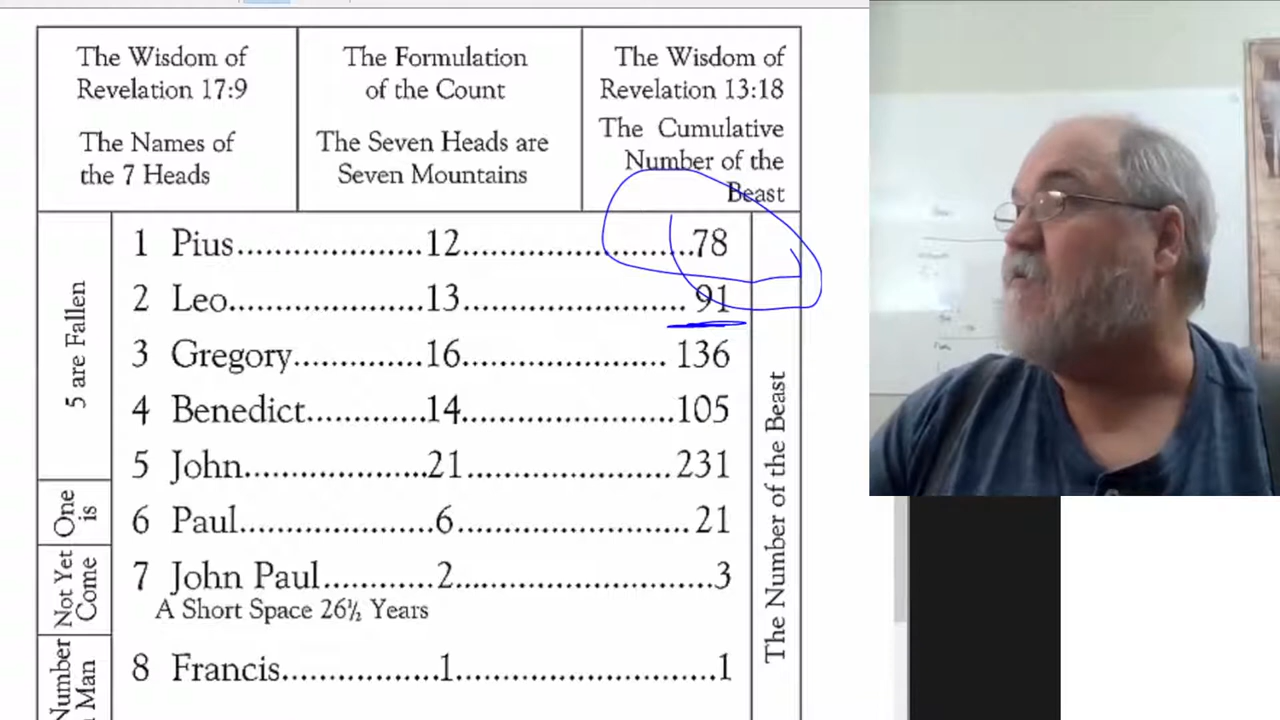 The Wisdom of
Revelation 17:9
The Names of
the 7 Heads
The Formulation
of the Count
The Seven Heads are
Seven Mountains
The Wisdom of
Revelation 13:18
The Cumulative
Number of the
Beast
5 are Fallen
1 Pius....................12.........................78
2 Leo......................13.................................................91
3 Gregory.............16............................. 136
4 Benedict............14..............................105
5 John..................21.............................231
One
is
6 Paul...................6.................................21
Not Yet
Come
7 John Paul...........2....................................3
A Short Space 26½ Years
Number
Man
8 Francis...............1.....................................1
The Number of the Beast